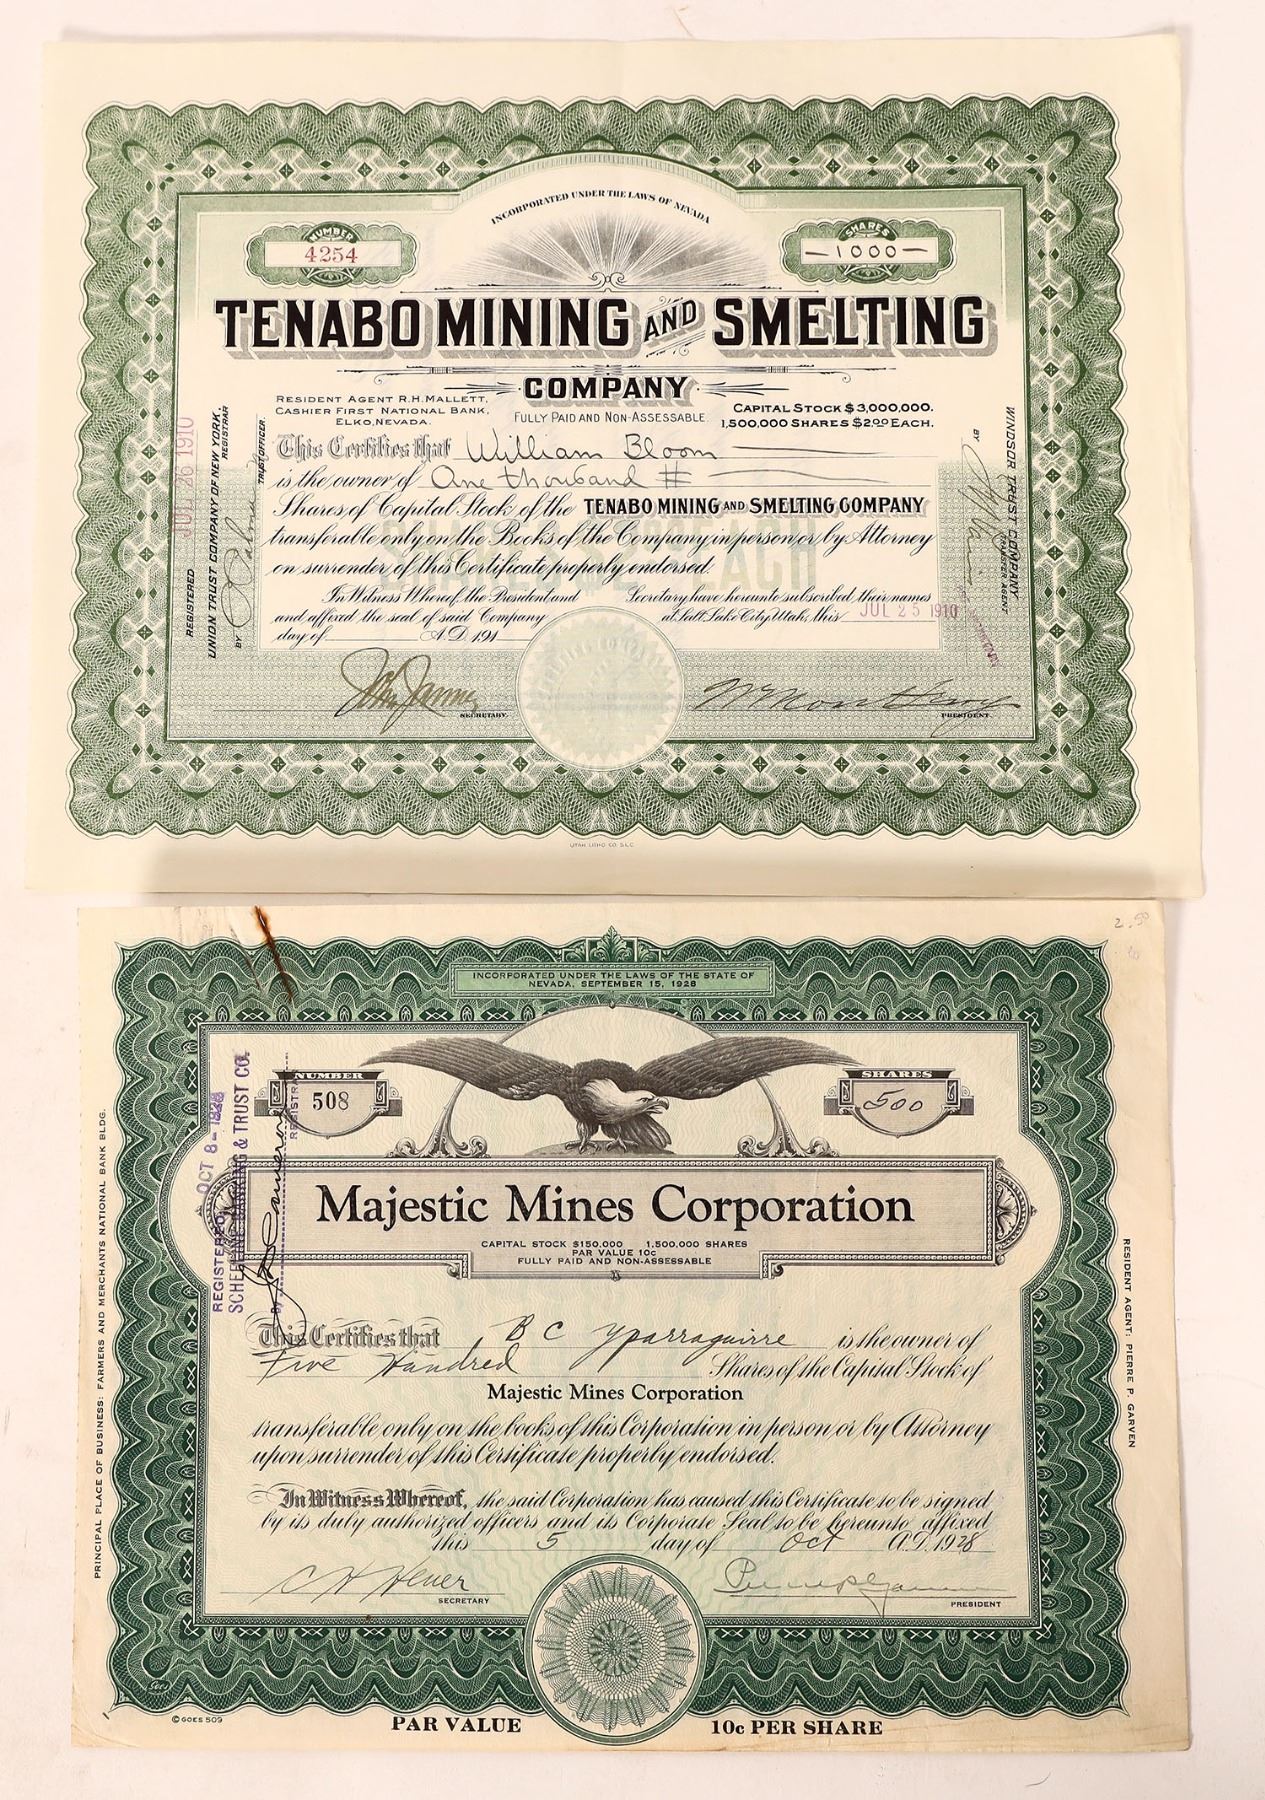 INCORPORATED UNDER THE LAWS OF NEVADA
NUMBER
4254
SHARES
1000
TENABO MINING AND SMELTING
COMPANY
RESIDENT AGENT R.H. MALLETT,
CASHIER FIRST NATIONAL BANK,
ELKO, NEVADA.
FULLY PAID AND NON-ASSESSABLE.
CAPITAL STOCK $3,000,000.
1,500,000 SHARES $2.00 EACH.
This Certifies that William Bloom
is the owner of One thousand
Shares of Capital Stock of the TENABO MINING AND SMELTING COMPANY
transferable only on the Books of the Company in person or by Attorney
on surrender of this Certificate properly endorsed.
In Witness Whereof, the President and Secretary have hereunto subscribed their names
and affixed the seal of said Company at Salt Lake City, Utah, this JUL 25 1910
day of A.D. 191
SECRETARY.
PRESIDENT.
JUL 26 1910
REGISTERED
UNION TRUST COMPANY OF NEW YORK,
REGISTRAR
BY
TRUST OFFICER.
WINDSOR TRUST COMPANY
TRANSFER AGENT
BY
UTAH LITHO CO. S.L.C.
2.50
INCORPORATED UNDER THE LAWS OF THE STATE OF
NEVADA, SEPTEMBER 15, 1928
NUMBER
508
SHARES
500
Majestic Mines Corporation
CAPITAL STOCK $150,000 1,500,000 SHARES
PAR VALUE 10c
FULLY PAID AND NON-ASSESSABLE
REGISTERED OCT 8 - 1928
SCHEELINE BANKING & TRUST CO.
BY
REGISTRAR
This Certifies that B C Yparraguirre is the owner of
Five Hundred Shares of the Capital Stock of
Majestic Mines Corporation
transferable only on the books of this Corporation in person or by Attorney
upon surrender of this Certificate properly endorsed.
In Witness Whereof, the said Corporation has caused this Certificate to be signed
by its duly authorized officers and its Corporate Seal to be hereunto affixed
this 5 day of Oct A.D. 1928
C H Hever
SECRETARY
PRESIDENT
PRINCIPAL PLACE OF BUSINESS: FARMERS AND MERCHANTS NATIONAL BANK BLDG.
RESIDENT AGENT: PIERRE P. GARVEN
Goes
© GOES 509
PAR VALUE 10c PER SHARE